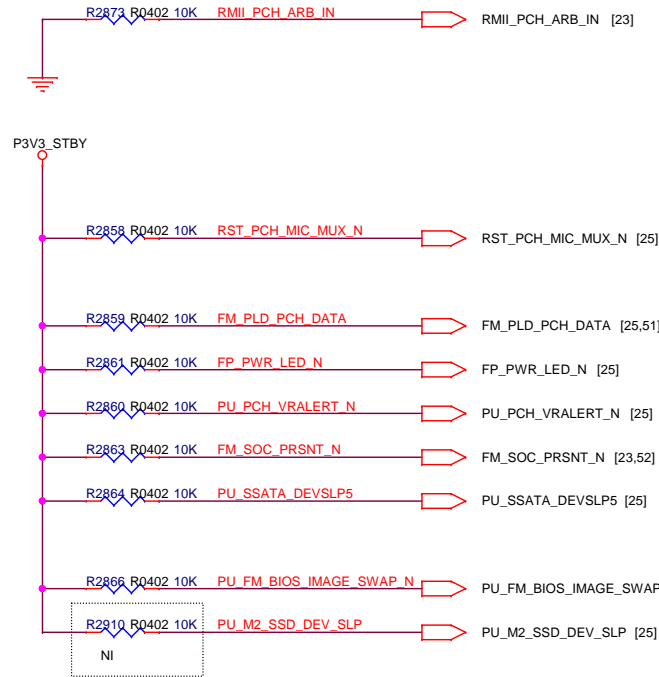 R2873 R0402 10K RMII_PCH_ARB_IN RMII_PCH_ARB_IN [23]
P3V3_STBY
R2858 R0402 10K RST_PCH_MIC_MUX_N RST_PCH_MIC_MUX_N [25]
R2859 R0402 10K FM_PLD_PCH_DATA FM_PLD_PCH_DATA [25,51]
R2861 R0402 10K FP_PWR_LED_N FP_PWR_LED_N [25]
R2860 R0402 10K PU_PCH_VRALERT_N PU_PCH_VRALERT_N [25]
R2863 R0402 10K FM_SOC_PRSNT_N FM_SOC_PRSNT_N [23,52]
R2864 R0402 10K PU_SSATA_DEVSLP5 PU_SSATA_DEVSLP5 [25]
R2866 R0402 10K PU_FM_BIOS_IMAGE_SWAP_N PU_FM_BIOS_IMAGE_SWAP
R2910 R0402 10K PU_M2_SSD_DEV_SLP PU_M2_SSD_DEV_SLP [25]
NI